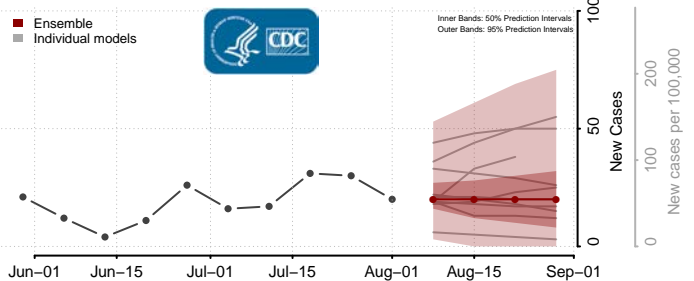 Ensemble
Individual models
CDC
Inner Bands: 50% Prediction Intervals
Outer Bands: 95% Prediction Intervals
0
50
100
New Cases
0
100
200
New cases per 100,000
Jun–01
Jun–15
Jul–01
Jul–15
Aug–01
Aug–15
Sep–01